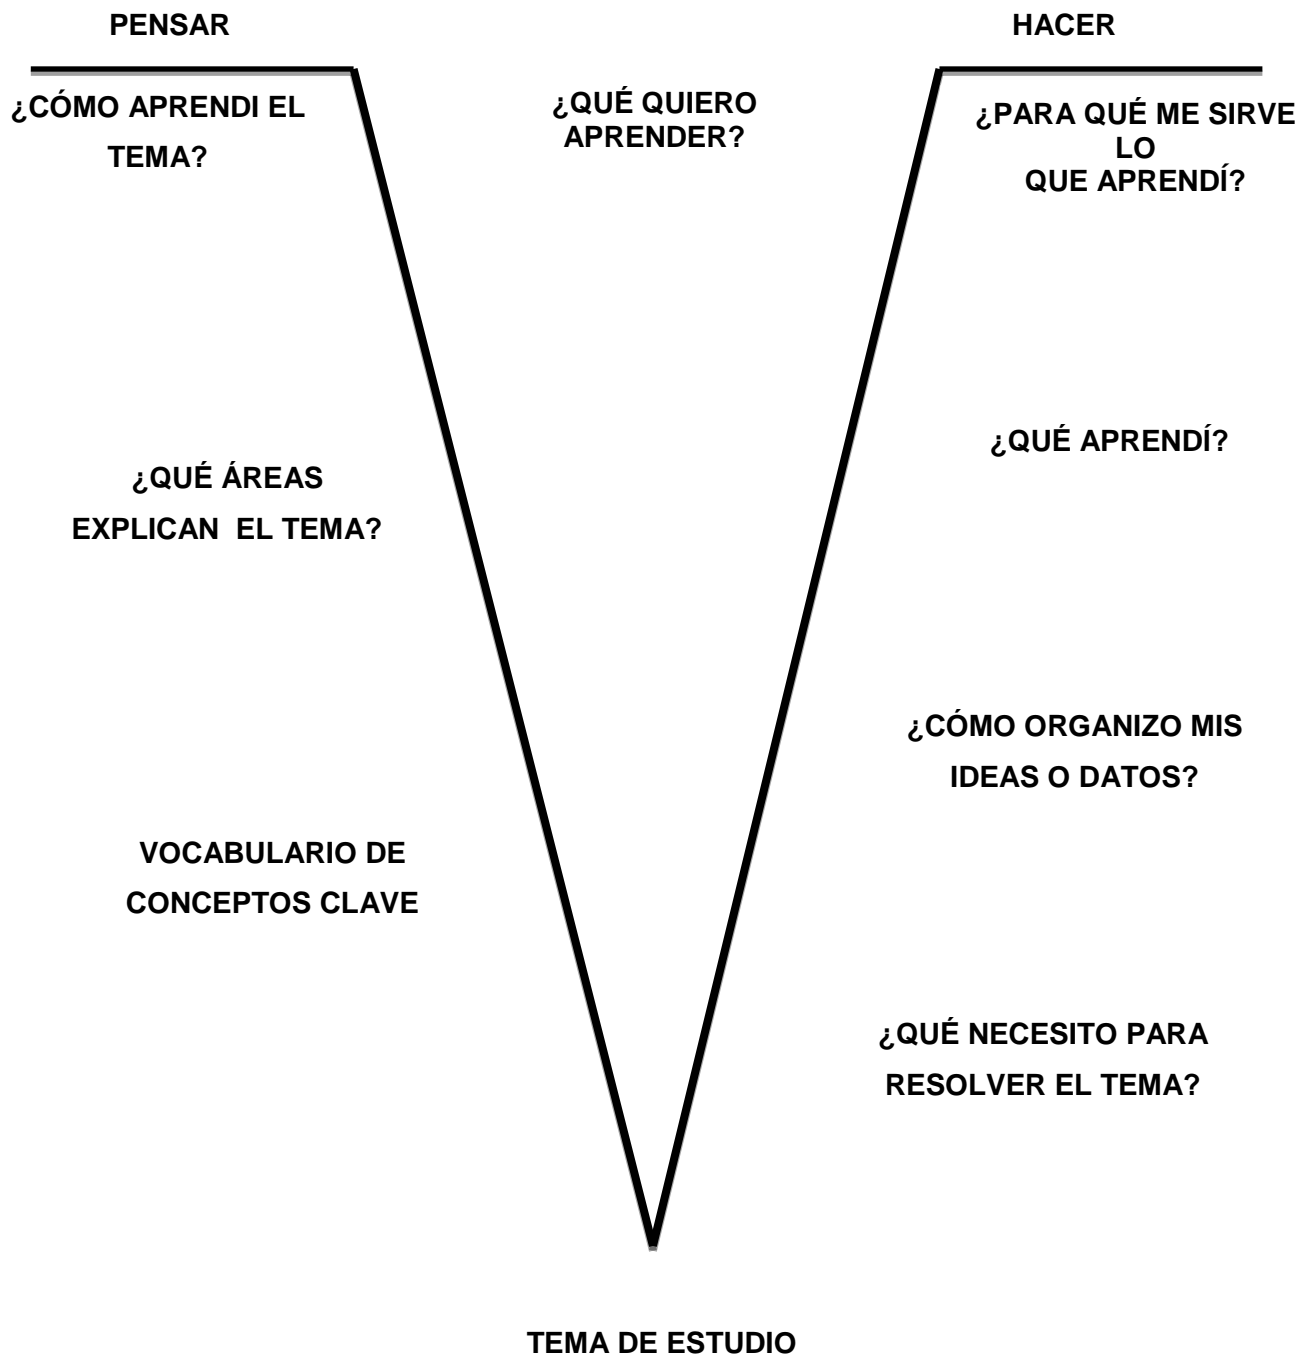 PENSAR
HACER
¿CÓMO APRENDI EL
TEMA?
¿QUÉ QUIERO
APRENDER?
¿PARA QUÉ ME SIRVE
LO
QUE APRENDÍ?
¿QUÉ ÁREAS
EXPLICAN EL TEMA?
¿QUÉ APRENDÍ?
VOCABULARIO DE
CONCEPTOS CLAVE
¿CÓMO ORGANIZO MIS
IDEAS O DATOS?
¿QUÉ NECESITO PARA
RESOLVER EL TEMA?
TEMA DE ESTUDIO